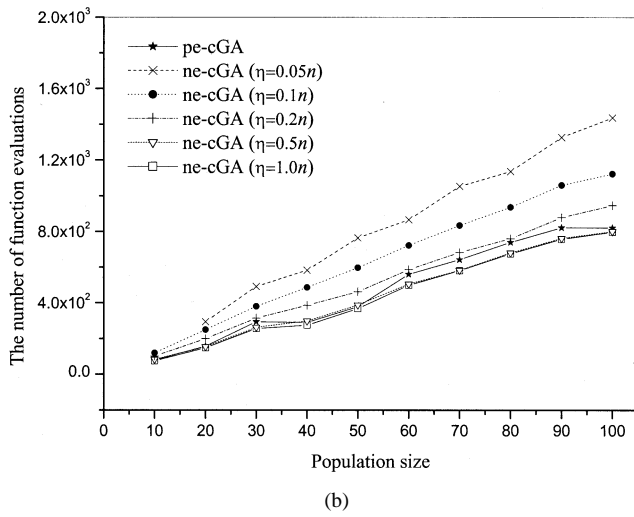 2.0x10³
1.6x10³
1.2x10³
8.0x10²
4.0x10²
0.0
The number of function evaluations
pe-cGA
ne-cGA (η=0.05n)
ne-cGA (η=0.1n)
ne-cGA (η=0.2n)
ne-cGA (η=0.5n)
ne-cGA (η=1.0n)
0 10 20 30 40 50 60 70 80 90 100
Population size
(b)